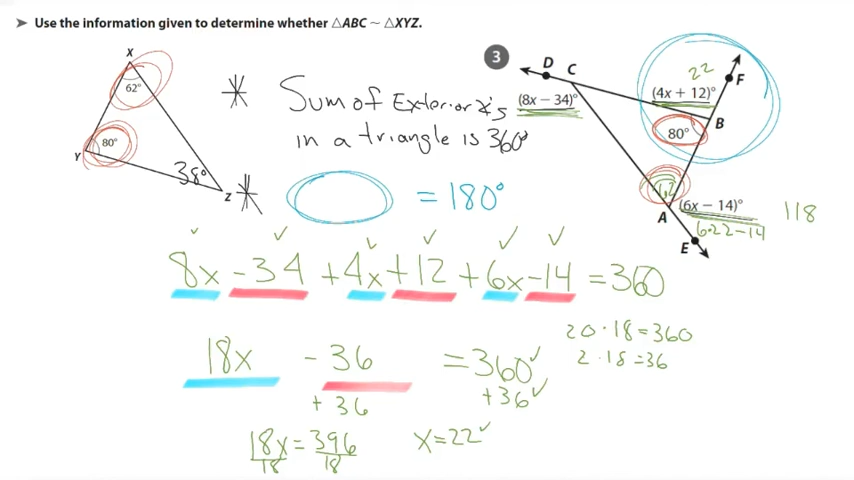 ➤ Use the information given to determine whether △ABC ~ △XYZ.
X
62°
80°
Y
38°
Z
Sum of Exterior ∠'s
in a triangle is 360°
= 180°
3
D C
22
F
(8x − 34)°
(4x + 12)°
B
80°
62
A
(6x − 14)°
6·22−14
118
E
8x − 34 + 4x + 12 + 6x − 14 = 360
20 · 18 = 360
2 · 18 = 36
18x − 36 = 360
+ 36 + 36
18x = 396
18 18
x = 22